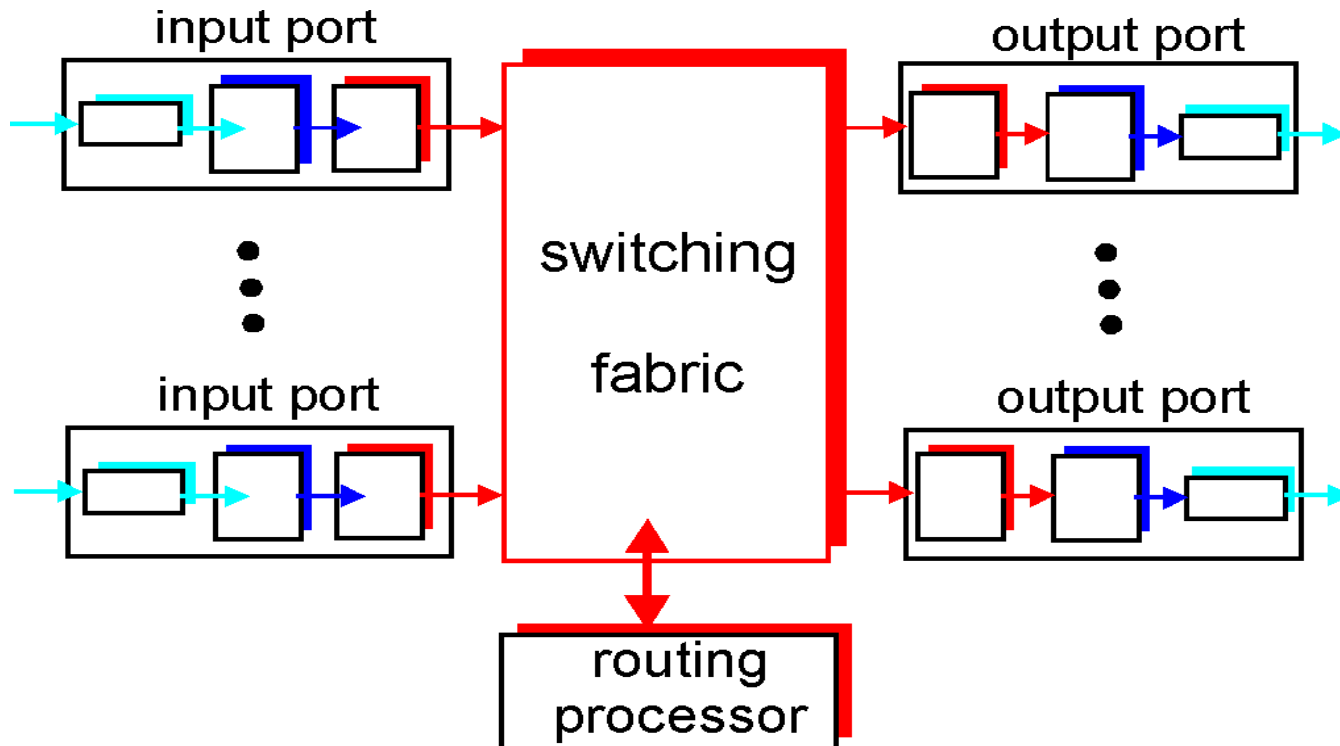 input port
output port
switching
fabric
input port
output port
routing
processor